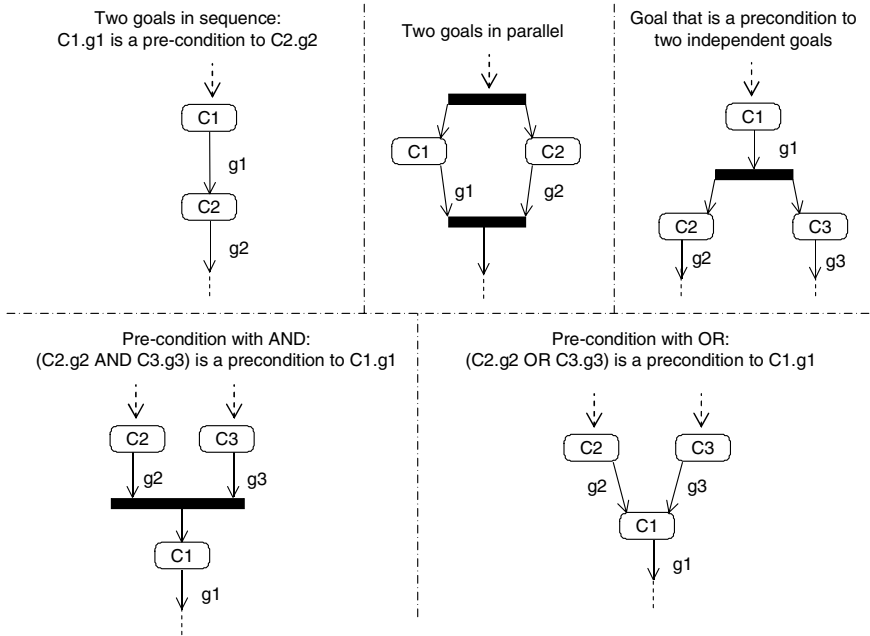 Two goals in sequence:
C1.g1 is a pre-condition to C2.g2
C1
g1
C2
g2
Two goals in parallel
C1
C2
g1
g2
Goal that is a precondition to
two independent goals
C1
g1
C2
C3
g2
g3
Pre-condition with AND:
(C2.g2 AND C3.g3) is a precondition to C1.g1
C2
C3
g2
g3
C1
g1
Pre-condition with OR:
(C2.g2 OR C3.g3) is a precondition to C1.g1
C2
C3
g2
g3
C1
g1